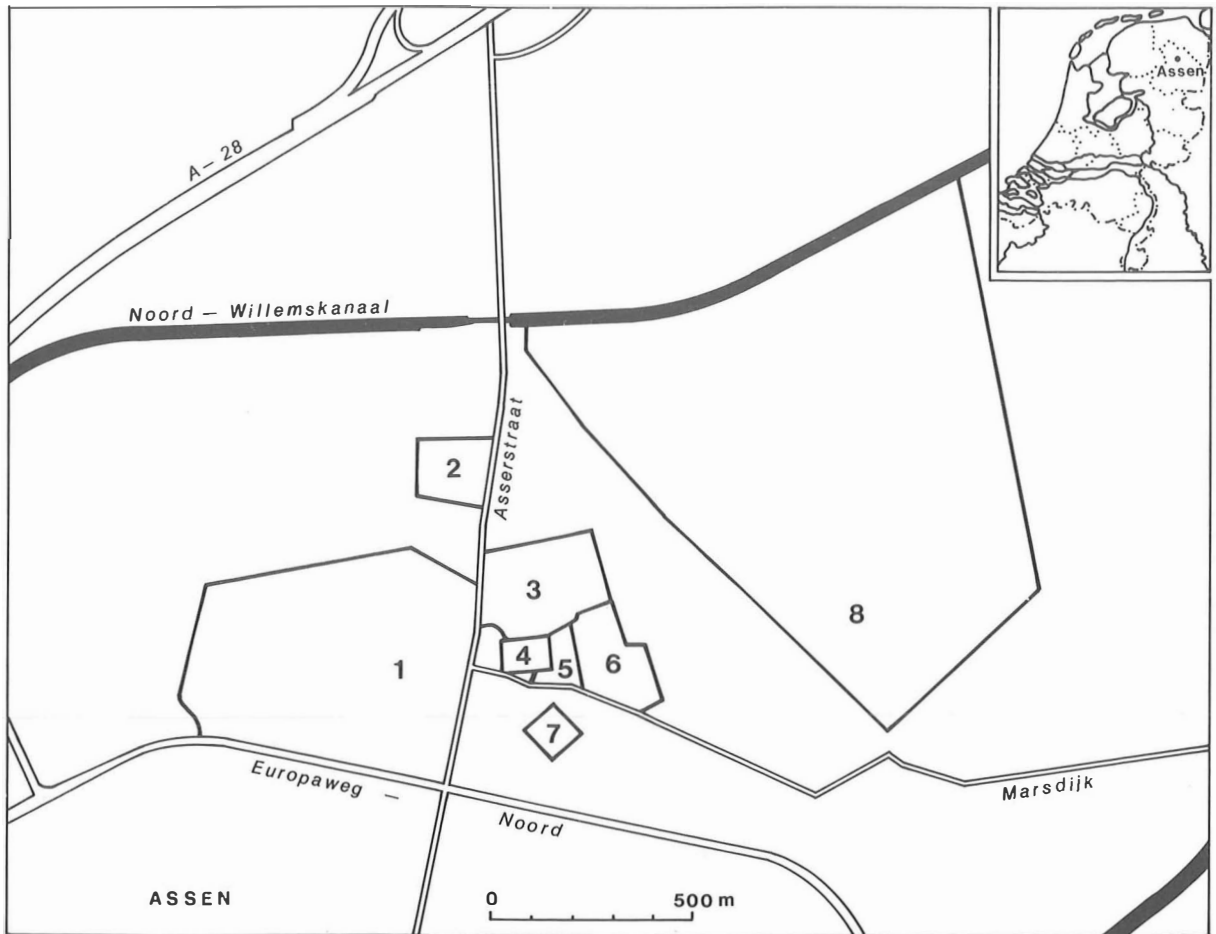 Assen
A-28
Noord — Willemskanaal
Asserstraat
2
3
4
5
6
1
8
7
Europaweg — Noord
Marsdijk
ASSEN
0 500 m